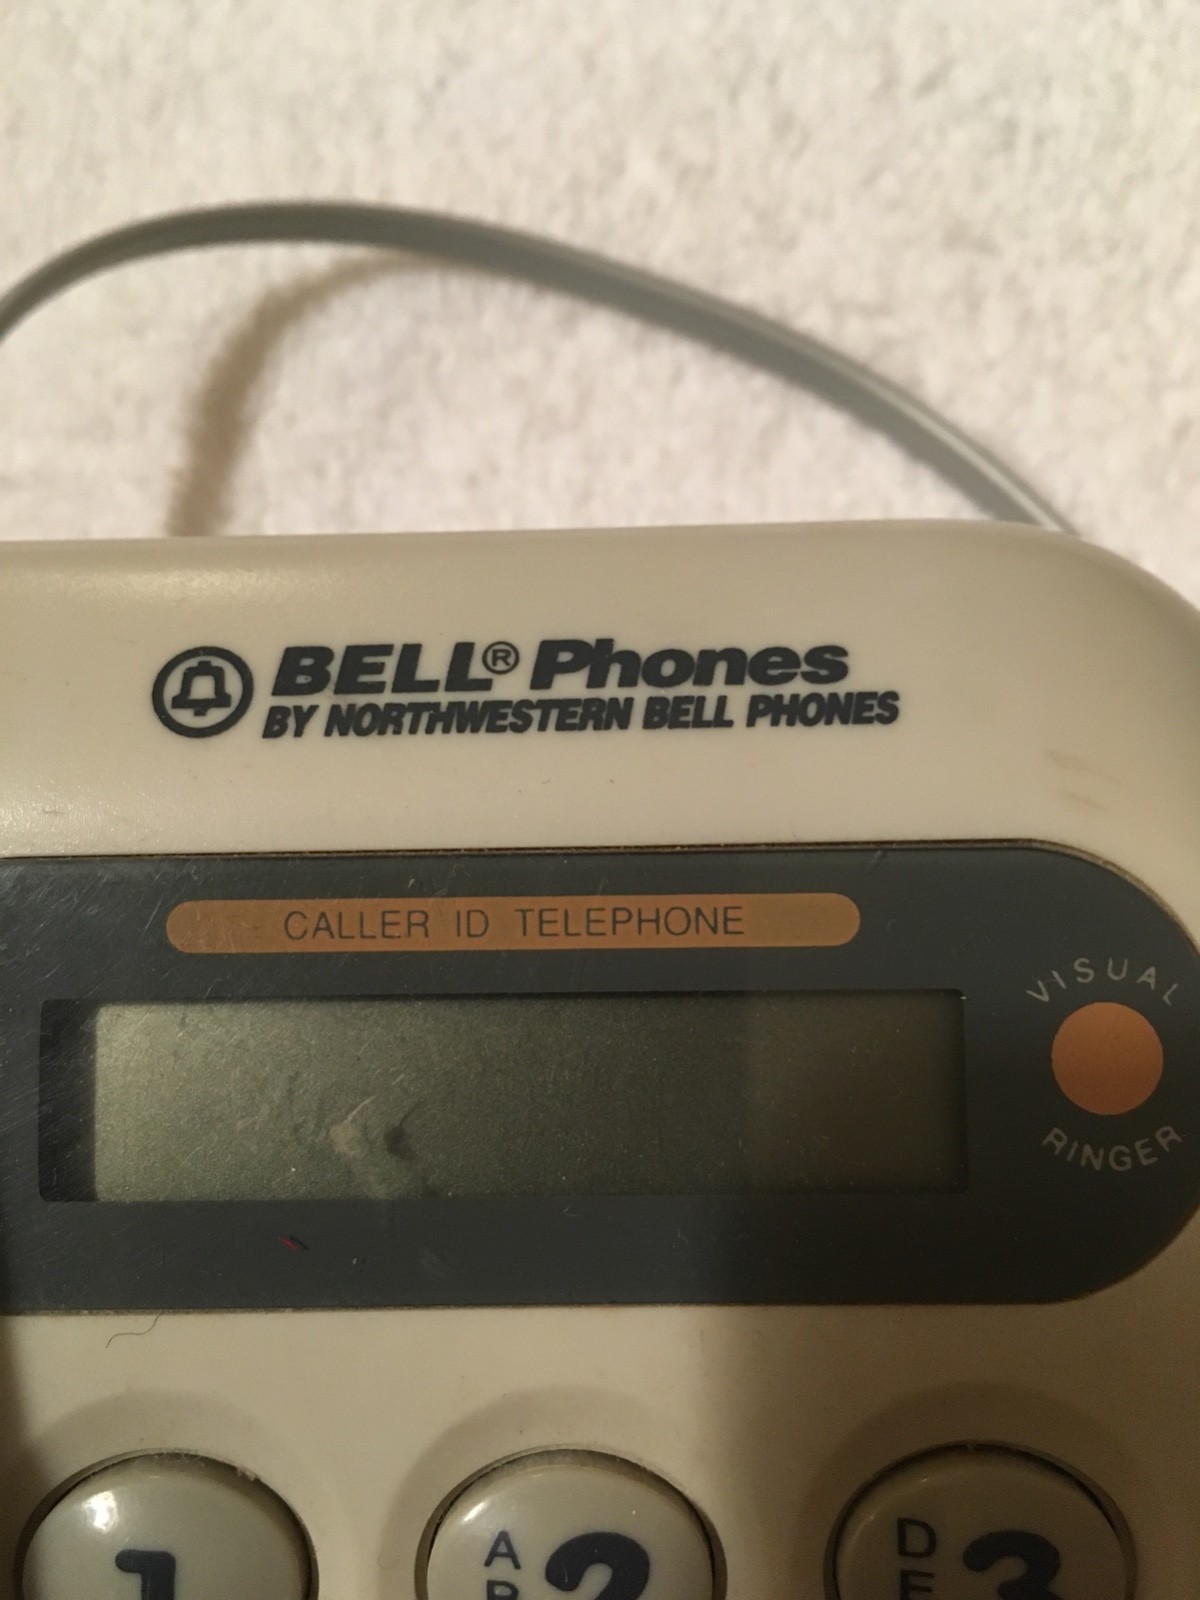 BELL® Phones
BY NORTHWESTERN BELL PHONES
CALLER ID TELEPHONE
VISUAL
RINGER
1
A
B
2
D
E
3